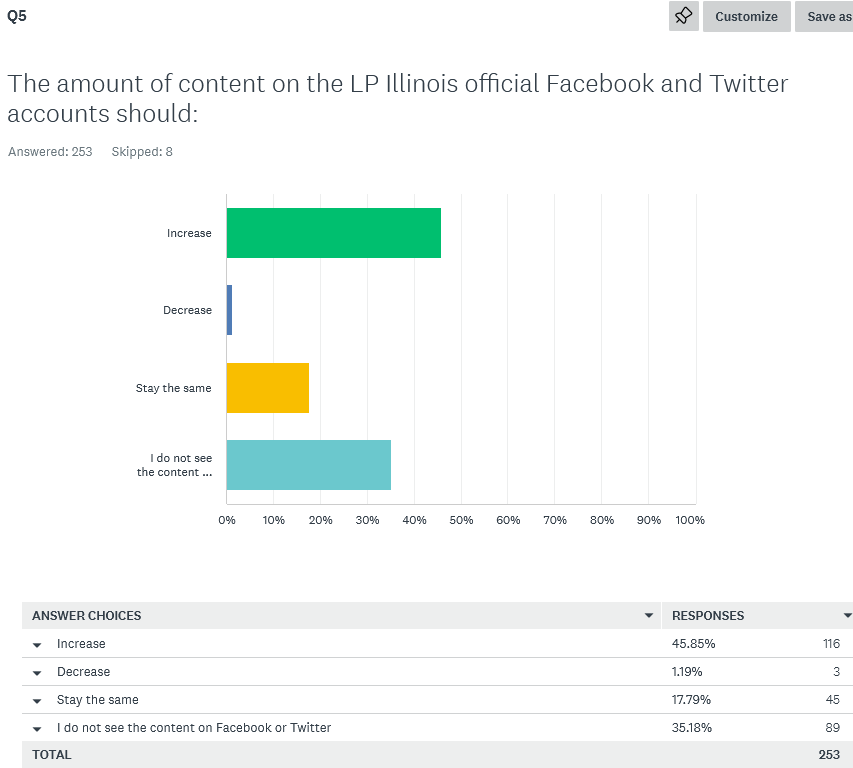 Q5
Customize
Save as
The amount of content on the LP Illinois official Facebook and Twitter
accounts should:
Answered: 253 Skipped: 8
Increase
Decrease
Stay the same
I do not see
the content ...
0% 10% 20% 30% 40% 50% 60% 70% 80% 90% 100%
ANSWER CHOICES RESPONSES
Increase 45.85% 116
Decrease 1.19% 3
Stay the same 17.79% 45
I do not see the content on Facebook or Twitter 35.18% 89
TOTAL 253